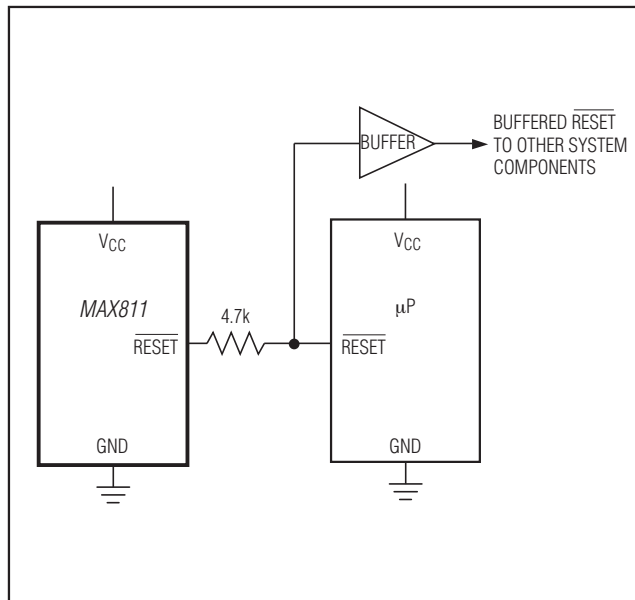 BUFFER
BUFFERED RESET
TO OTHER SYSTEM
COMPONENTS
VCC
MAX811
RESET
GND
4.7k
VCC
μP
RESET
GND